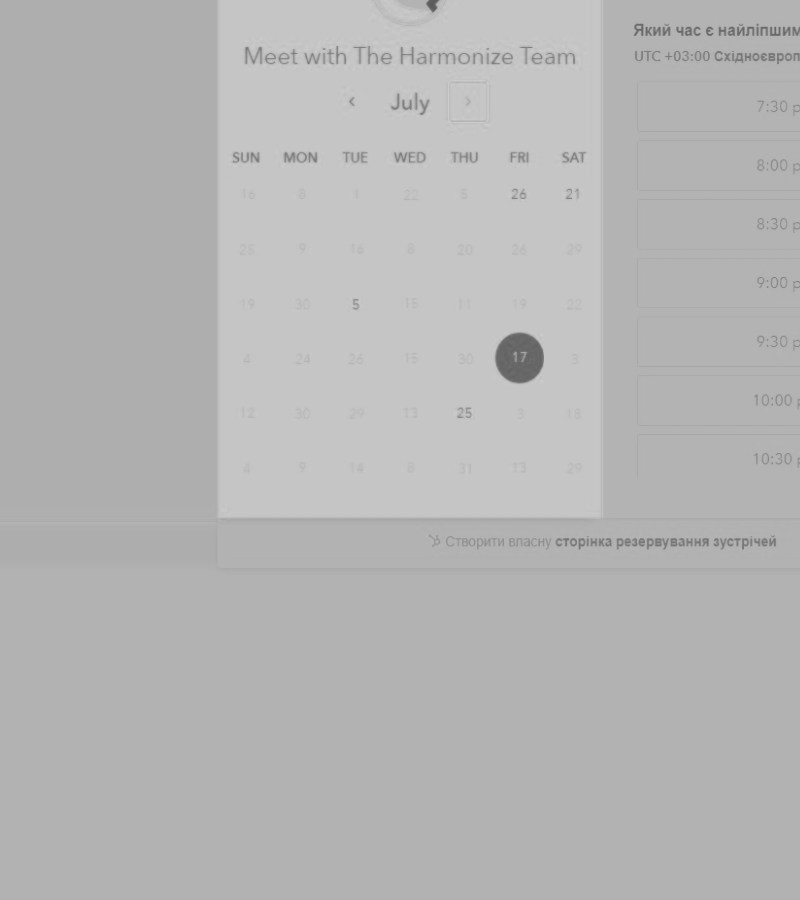 Meet with The Harmonize Team
July
SUN MON TUE WED THU FRI SAT
16 8 1 22 5 26 21
9 16 8 20 26 29
19 30 5 15 11 19 22
4 24 26 15 30 17 3
12 30 29 13 25 3 18
4 9 14 8 31 13 29
Який час є найліпшим
UTC +03:00 Східноєвроп
7:30 p
8:00 p
8:30 p
9:00 p
9:30 p
10:00 p
10:30 p
Створити власну сторінка резервування зустрічей